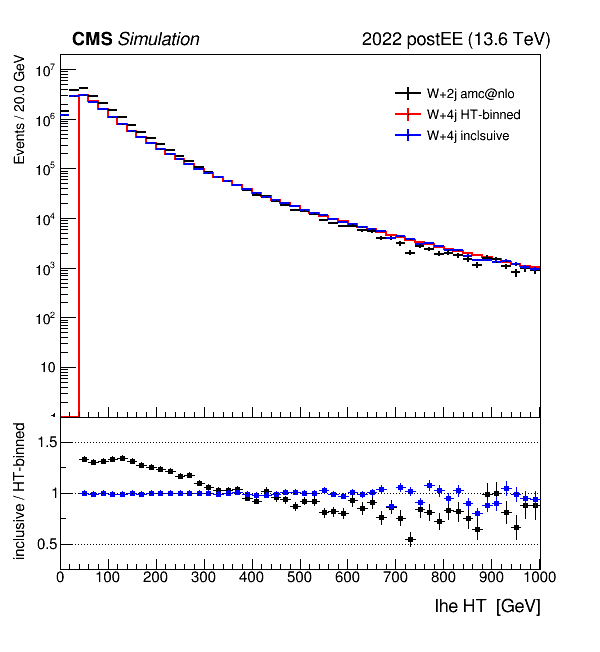 CMS Simulation 2022 postEE (13.6 TeV)
Events / 20.0 GeV
10^7
10^6
10^5
10^4
10^3
10^2
10
W+2j amc@nlo
W+4j HT-binned
W+4j inclsuive
inclusive / HT-binned
1.5
1
0.5
0 100 200 300 400 500 600 700 800 900 1000
lhe HT [GeV]